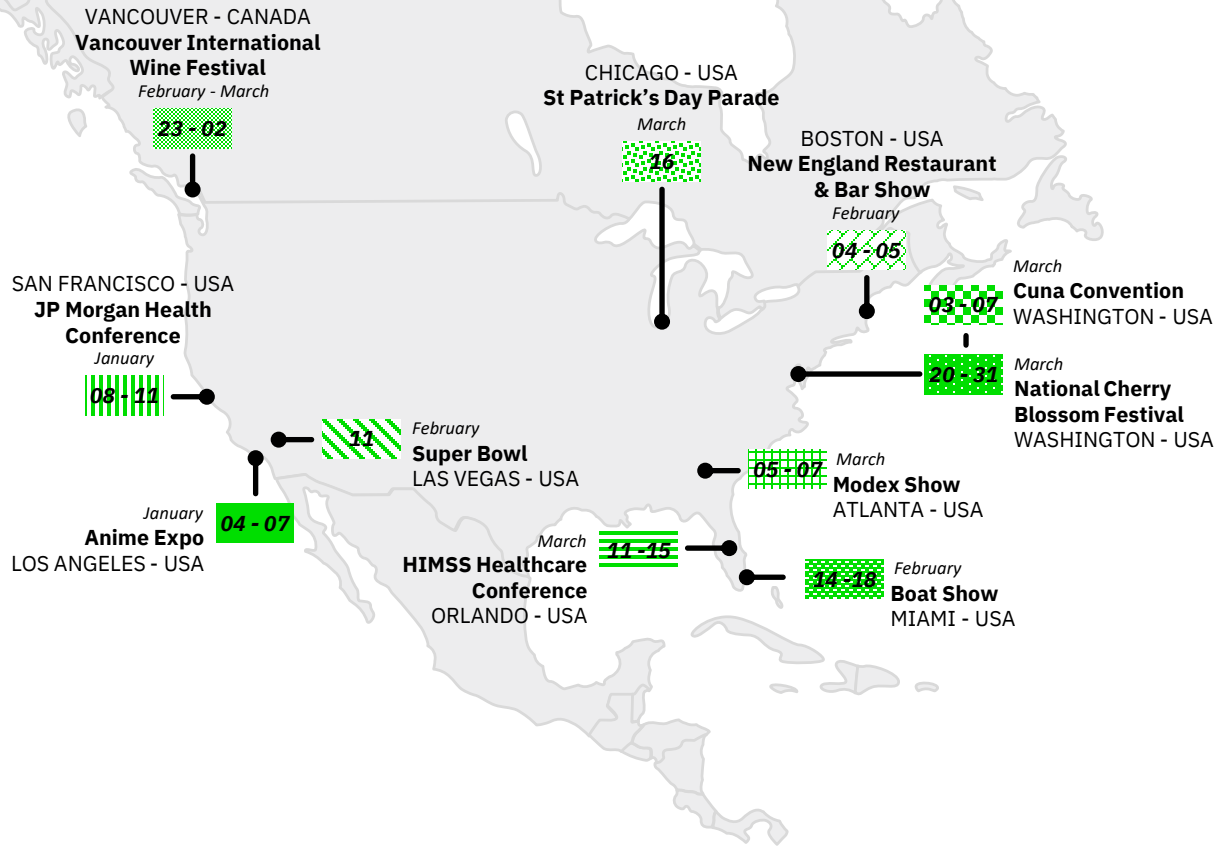 VANCOUVER - CANADA
Vancouver International
Wine Festival
February - March
23 - 02
CHICAGO - USA
St Patrick’s Day Parade
March
16
BOSTON - USA
New England Restaurant
& Bar Show
February
04 - 05
March
Cuna Convention
WASHINGTON - USA
03 - 07
March
National Cherry
Blossom Festival
WASHINGTON - USA
20 - 31
SAN FRANCISCO - USA
JP Morgan Health
Conference
January
08 - 11
11
February
Super Bowl
LAS VEGAS - USA
05 - 07
March
Modex Show
ATLANTA - USA
January
Anime Expo
LOS ANGELES - USA
04 - 07
March
HIMSS Healthcare
Conference
ORLANDO - USA
11 -15
14 -18
February
Boat Show
MIAMI - USA